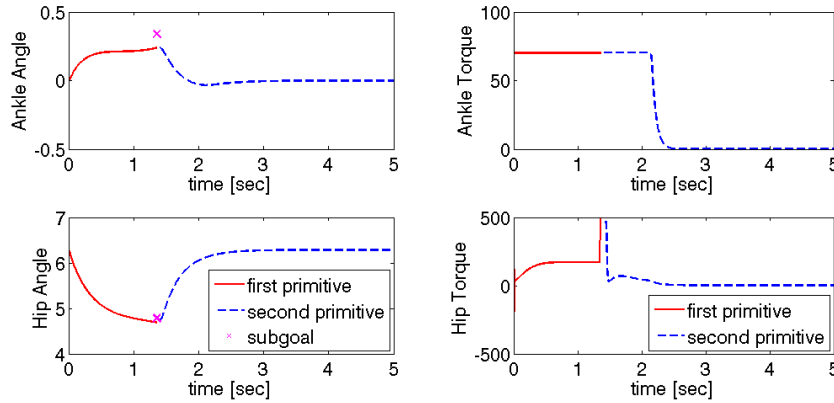 0.5
0
-0.5
Ankle Angle
0 1 2 3 4 5
time [sec]
100
50
0
Ankle Torque
0 1 2 3 4 5
time [sec]
7
6
5
4
Hip Angle
first primitive
second primitive
subgoal
0 1 2 3 4 5
time [sec]
500
0
-500
Hip Torque
first primitive
second primitive
0 1 2 3 4 5
time [sec]